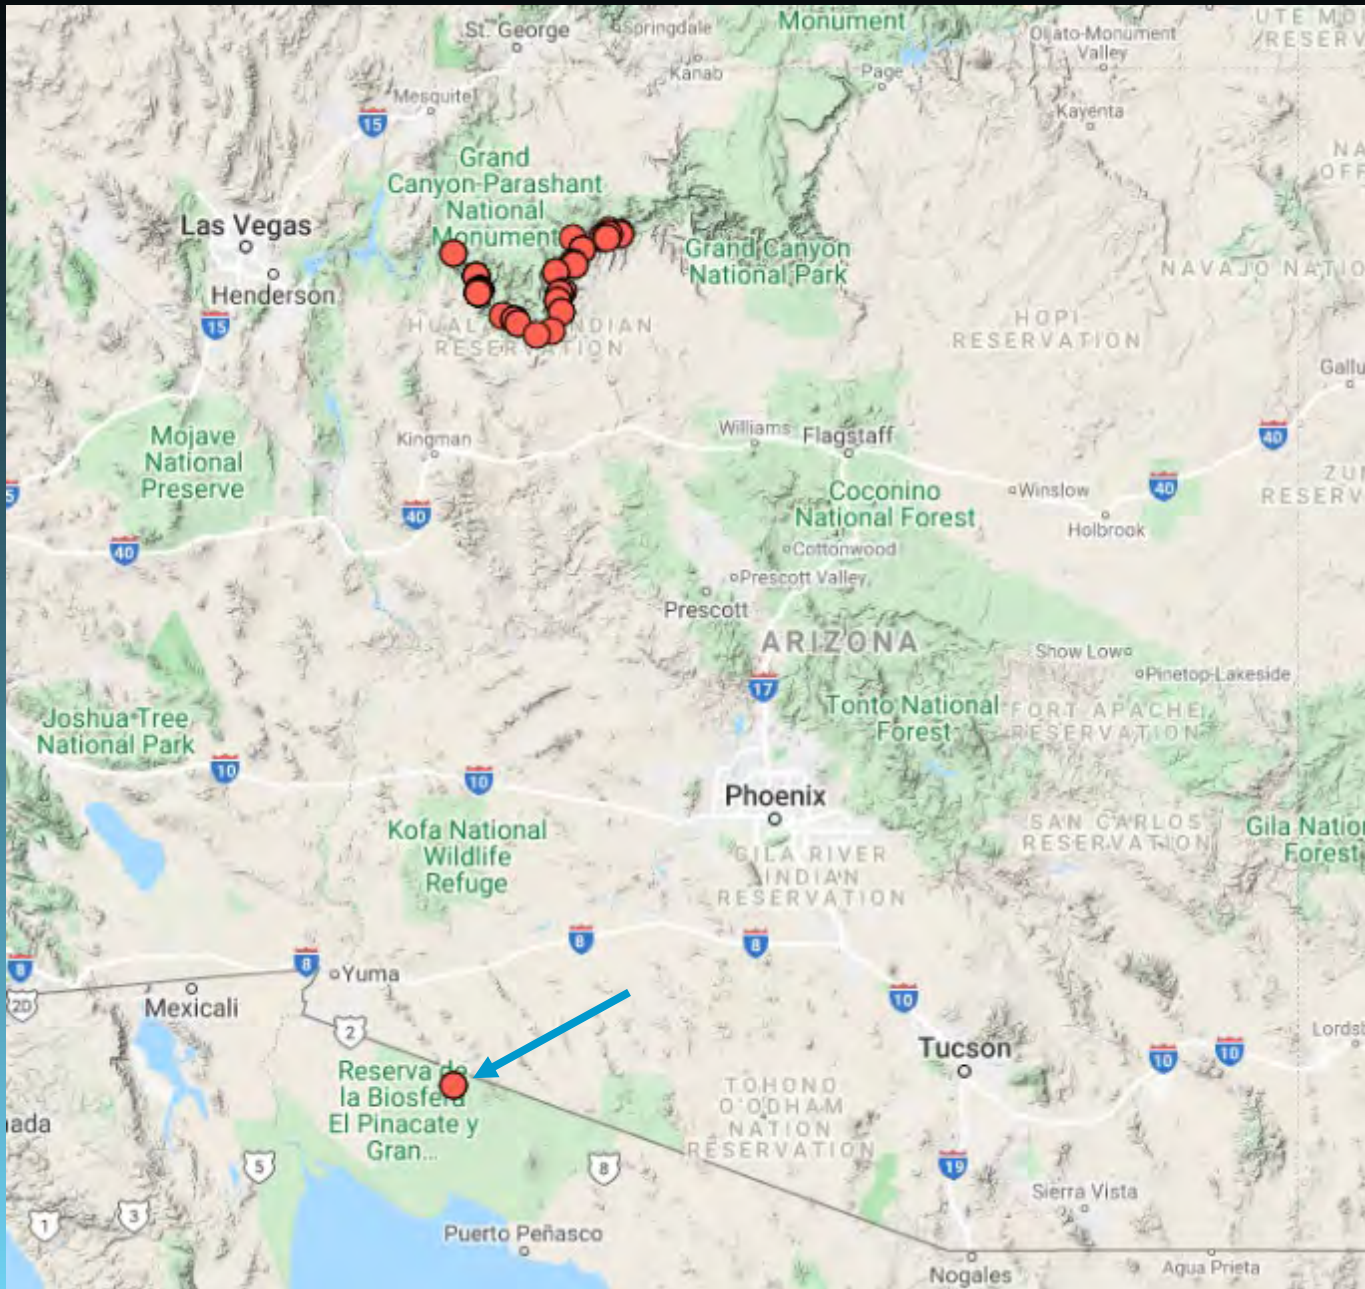 UTE MO
RESERV
Monument
St. George
Springdale
Oljato-Monument
Valley
Kanab
Page
Mesquite
15
Kayenta
Grand
Canyon-Parashant
National
Monument
NA
OFF
Las Vegas
Grand Canyon
National Park
NAVAJO NATIO
Henderson
15
HUALA INDIAN
RESERVATION
HOPI
RESERVATION
Gallu
Mojave
National
Preserve
Kingman
Williams
Flagstaff
40
5
40
40
40
Coconino
National Forest
Winslow
Holbrook
ZU
RESERV
Cottonwood
Prescott Valley
Prescott
ARIZONA
Show Low
Pinetop-Lakeside
17
Joshua Tree
National Park
Tonto National
Forest
FORT APACHE
RESERVATION
10
10
Phoenix
Kofa National
Wildlife
Refuge
SAN CARLOS
RESERVATION
Gila Nation
Forest
GILA RIVER
INDIAN
RESERVATION
8
8
8
8
Yuma
2D
Mexicali
10
2
Tucson
10
10
Lordsb
Reserva de
la Biosfera
El Pinacate y
Gran...
TOHONO
O'ODHAM
NATION
RESERVATION
ada
5
8
19
1
3
Sierra Vista
Puerto Peñasco
Nogales
Agua Prieta